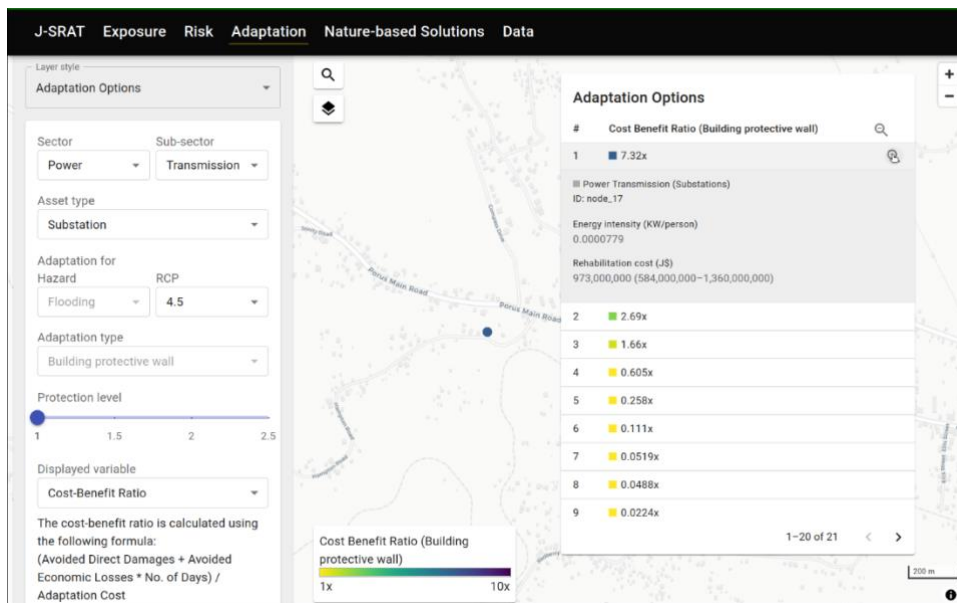 J-SRAT Exposure Risk Adaptation Nature-based Solutions Data
Layer style
Adaptation Options
Sector Sub-sector
Power Transmission
Asset type
Substation
Adaptation for
Hazard RCP
Flooding 4.5
Adaptation type
Building protective wall
Protection level
1 1.5 2 2.5
Displayed variable
Cost-Benefit Ratio
The cost-benefit ratio is calculated using
the following formula:
(Avoided Direct Damages + Avoided
Economic Losses * No. of Days) /
Adaptation Cost
Porus Main Road
Porus Main Road
Cost Benefit Ratio (Building
protective wall)
1x 10x
Adaptation Options
# Cost Benefit Ratio (Building protective wall)
1 7.32x
Power Transmission (Substations)
ID: node_17
Energy intensity (KW/person)
0.0000779
Rehabilitation cost (J$)
973,000,000 (584,000,000–1,360,000,000)
2 2.69x
3 1.66x
4 0.605x
5 0.258x
6 0.111x
7 0.0519x
8 0.0488x
9 0.0224x
1–20 of 21
+
−
200 m